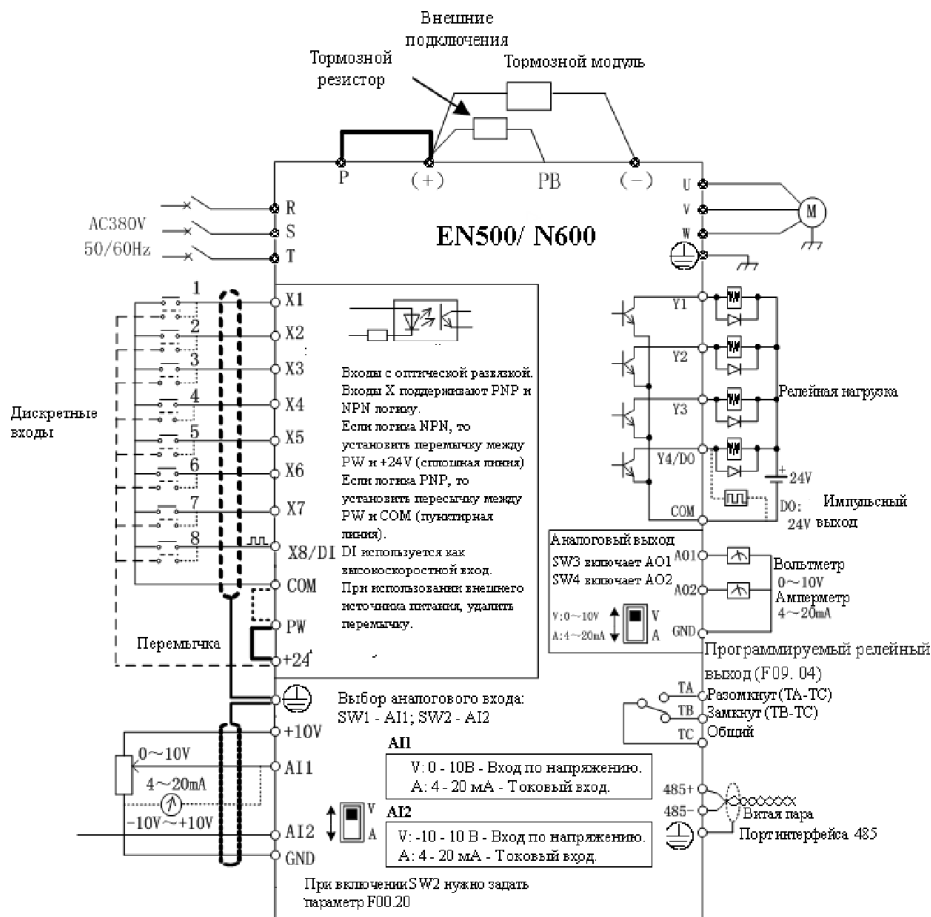 Внешние
подключения
Тормозной
резистор
Тормозной модуль
P
(+)
PB
(-)
AC380V
50/60Hz
R
S
T
EN500/ N600
U
V
W
M
1
X1
2
X2
3
X3
4
X4
5
X5
6
X6
7
X7
8
X8/DI
COM
PW
+24
Дискретные
входы
Перемычка
Входы с оптической развязкой.
Входы X поддерживают PNP и
NPN логику.
Если логика NPN, то
установить перемычку между
PW и +24V (сплошная линия)
Если логика PNP, то
установить пересычку между
PW и COM (пунктирная
линия).
DI используется как
высокоскоростной вход.
При использовании внешнего
источника питания, удалить
перемычку.
Y1
Y2
Y3
Y4/DO
COM
Релейная нагрузка
+
24V
DO:
24V
Импульсный
выход
Аналоговый выход
SW3 включает AO1
SW4 включает AO2
V:0～10V
A:4～20mA
V
A
AO1
AO2
GND
Вольтметр
0～10V
Амперметр
4～20mA
Программируемый релейный
выход (F09. 04)
TA
Разомкнут (TA-TC)
TB
Замкнут (TB-TC)
TC
Общий
Выбор аналогового входа:
SW1 - AI1; SW2 - AI2
+10V
0～10V
AI1
4～20mA
-10V～+10V
AI2
GND
V
A
AI1
V: 0 - 10В - Вход по напряжению.
A: 4 - 20 мА - Токовый вход.
AI2
V: -10 - 10 В - Вход по напряжению.
A: 4 - 20 мА - Токовый вход.
485+
485-
Витая пара
Порт интерфейса 485
При включении SW2 нужно задать
параметр F00.20